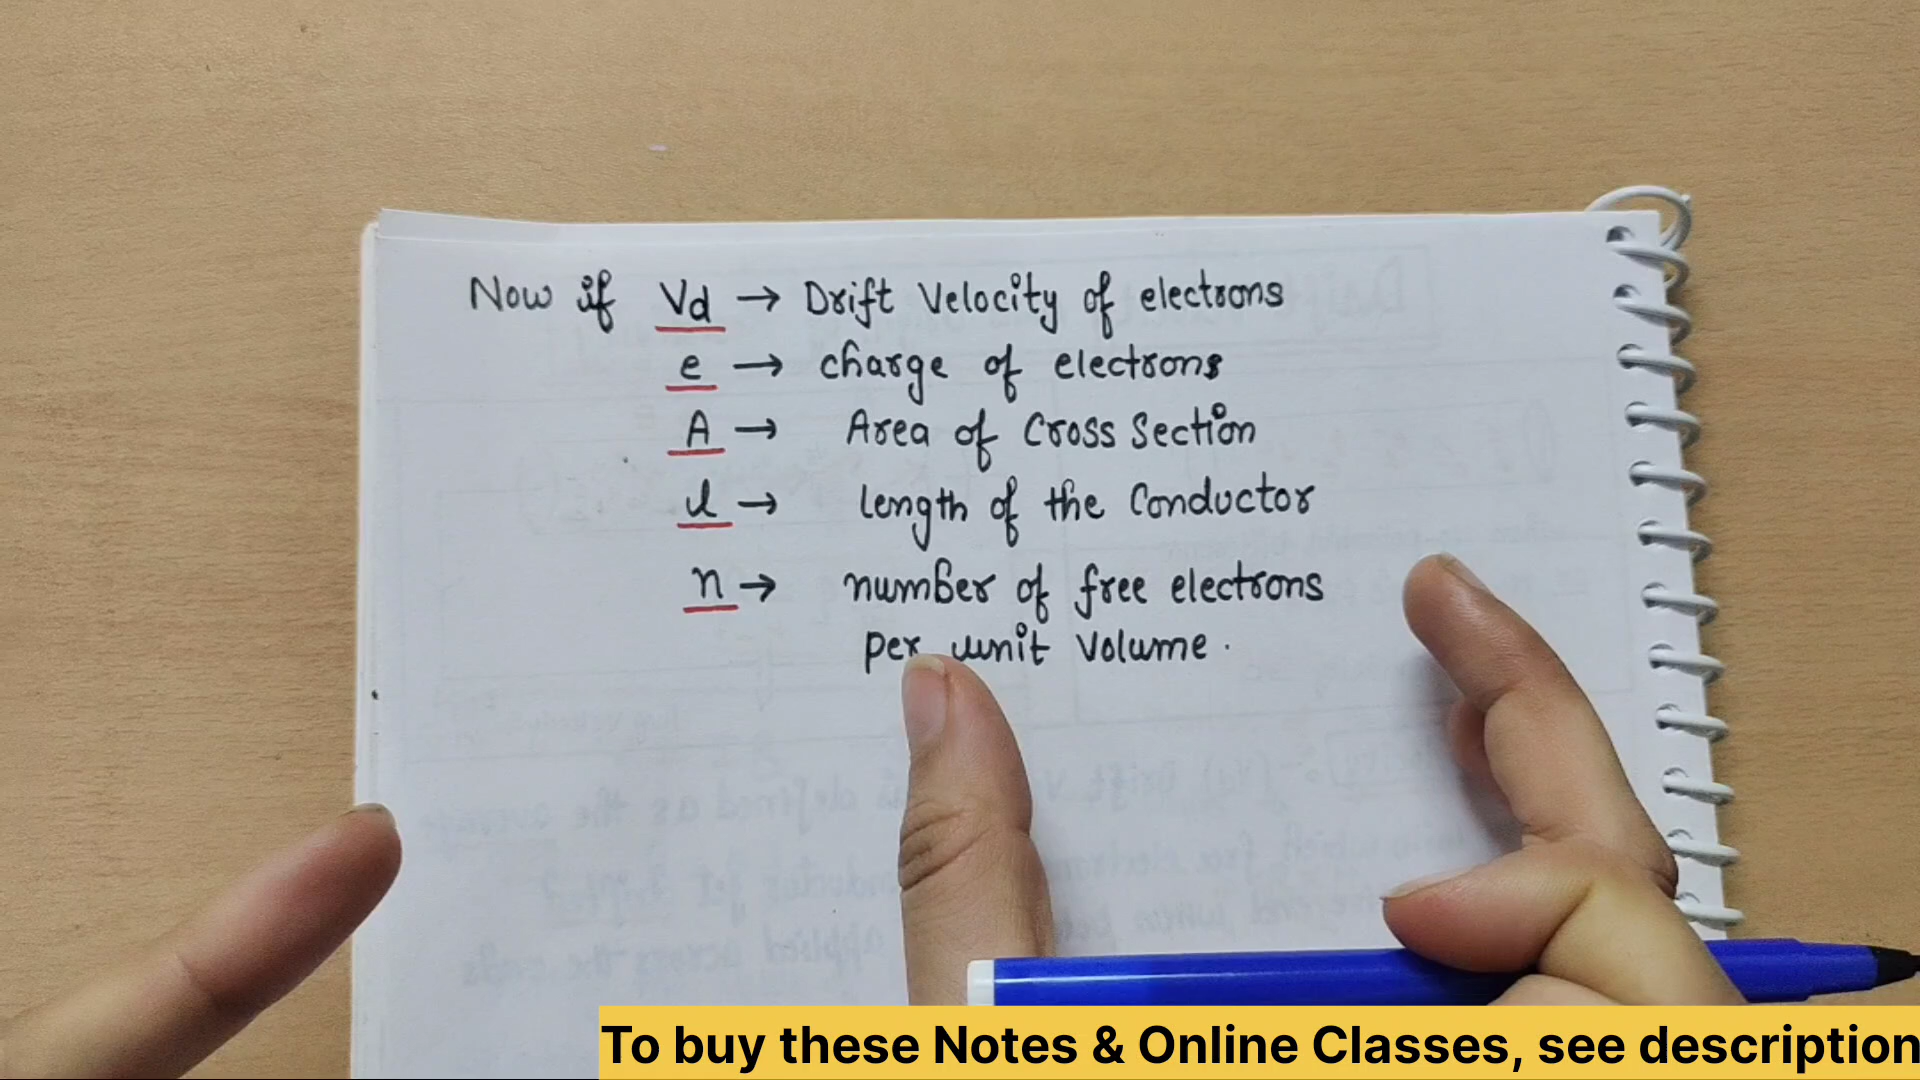 Now if Vd → Drift Velocity of electrons
e → charge of electrons
A → Area of Cross Section
l → length of the Conductor
n → number of free electrons
per unit Volume.
To buy these Notes & Online Classes, see description